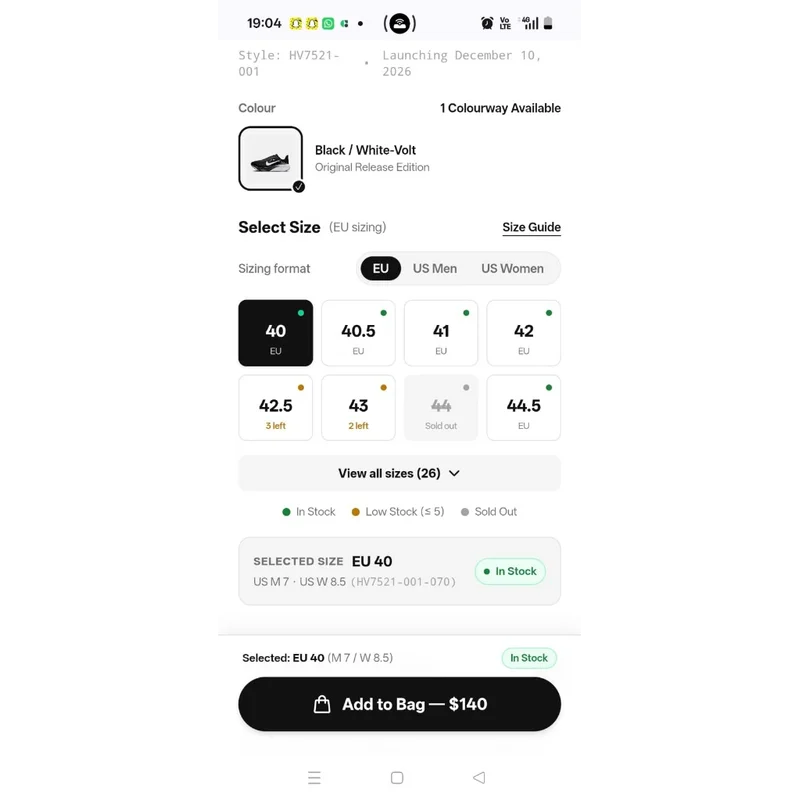 19:04
Vo LTE 4G
Style: HV7521-001 • Launching December 10, 2026
Colour 1 Colourway Available
Black / White-Volt
Original Release Edition
Select Size (EU sizing) Size Guide
Sizing format EU US Men US Women
40 40.5 41 42
EU EU EU EU
42.5 43 44 44.5
3 left 2 left Sold out EU
View all sizes (26)
In Stock Low Stock (≤ 5) Sold Out
SELECTED SIZE EU 40
US M 7 · US W 8.5 (HV7521-001-070)
In Stock
Selected: EU 40 (M 7 / W 8.5) In Stock
Add to Bag — $140